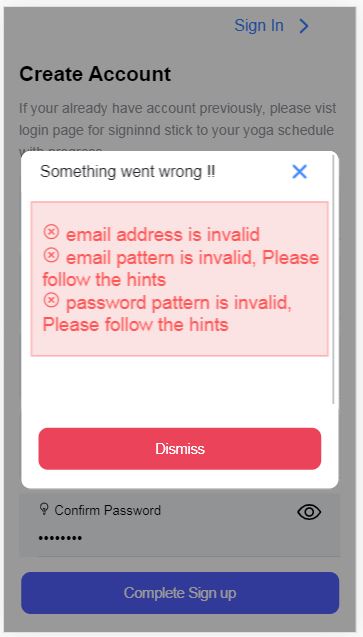 Sign In
Create Account
If your already have account previously, please vist
login page for signinnd stick to your yoga schedule
with progress
Something went wrong !!
email address is invalid
email pattern is invalid, Please
follow the hints
password pattern is invalid,
Please follow the hints
Dismiss
Confirm Password
••••••••
Complete Sign up